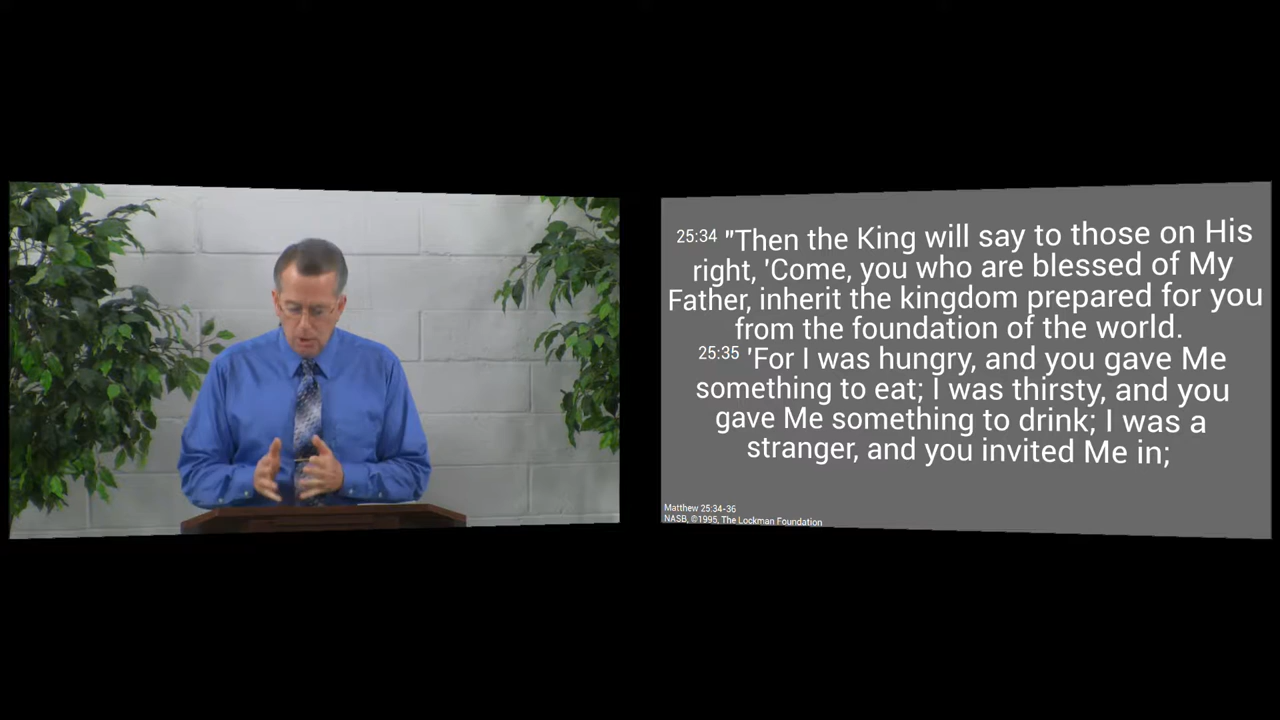 25:34 "Then the King will say to those on His
right, 'Come, you who are blessed of My
Father, inherit the kingdom prepared for you
from the foundation of the world.
25:35 'For I was hungry, and you gave Me
something to eat; I was thirsty, and you
gave Me something to drink; I was a
stranger, and you invited Me in;
Matthew 25:34-36
NASB, ©1995, The Lockman Foundation